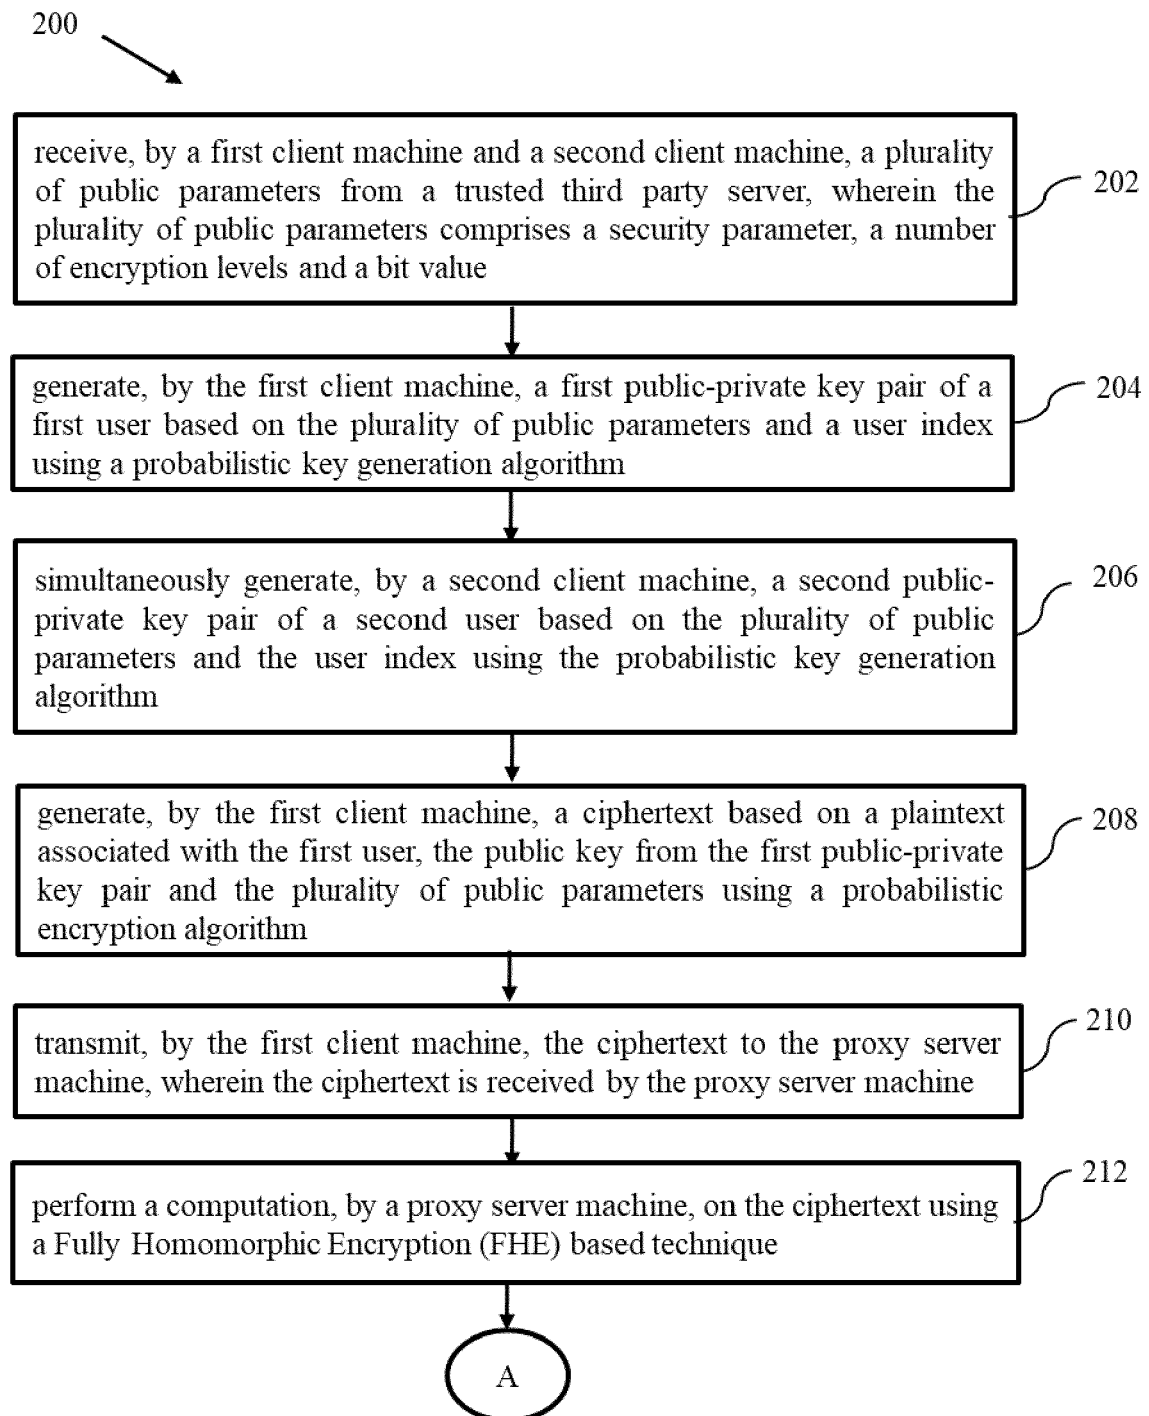 200
receive, by a first client machine and a second client machine, a plurality
of public parameters from a trusted third party server, wherein the
plurality of public parameters comprises a security parameter, a number
of encryption levels and a bit value
202
generate, by the first client machine, a first public-private key pair of a
first user based on the plurality of public parameters and a user index
using a probabilistic key generation algorithm
204
simultaneously generate, by a second client machine, a second public-
private key pair of a second user based on the plurality of public
parameters and the user index using the probabilistic key generation
algorithm
206
generate, by the first client machine, a ciphertext based on a plaintext
associated with the first user, the public key from the first public-private
key pair and the plurality of public parameters using a probabilistic
encryption algorithm
208
transmit, by the first client machine, the ciphertext to the proxy server
machine, wherein the ciphertext is received by the proxy server machine
210
perform a computation, by a proxy server machine, on the ciphertext using
a Fully Homomorphic Encryption (FHE) based technique
212
A